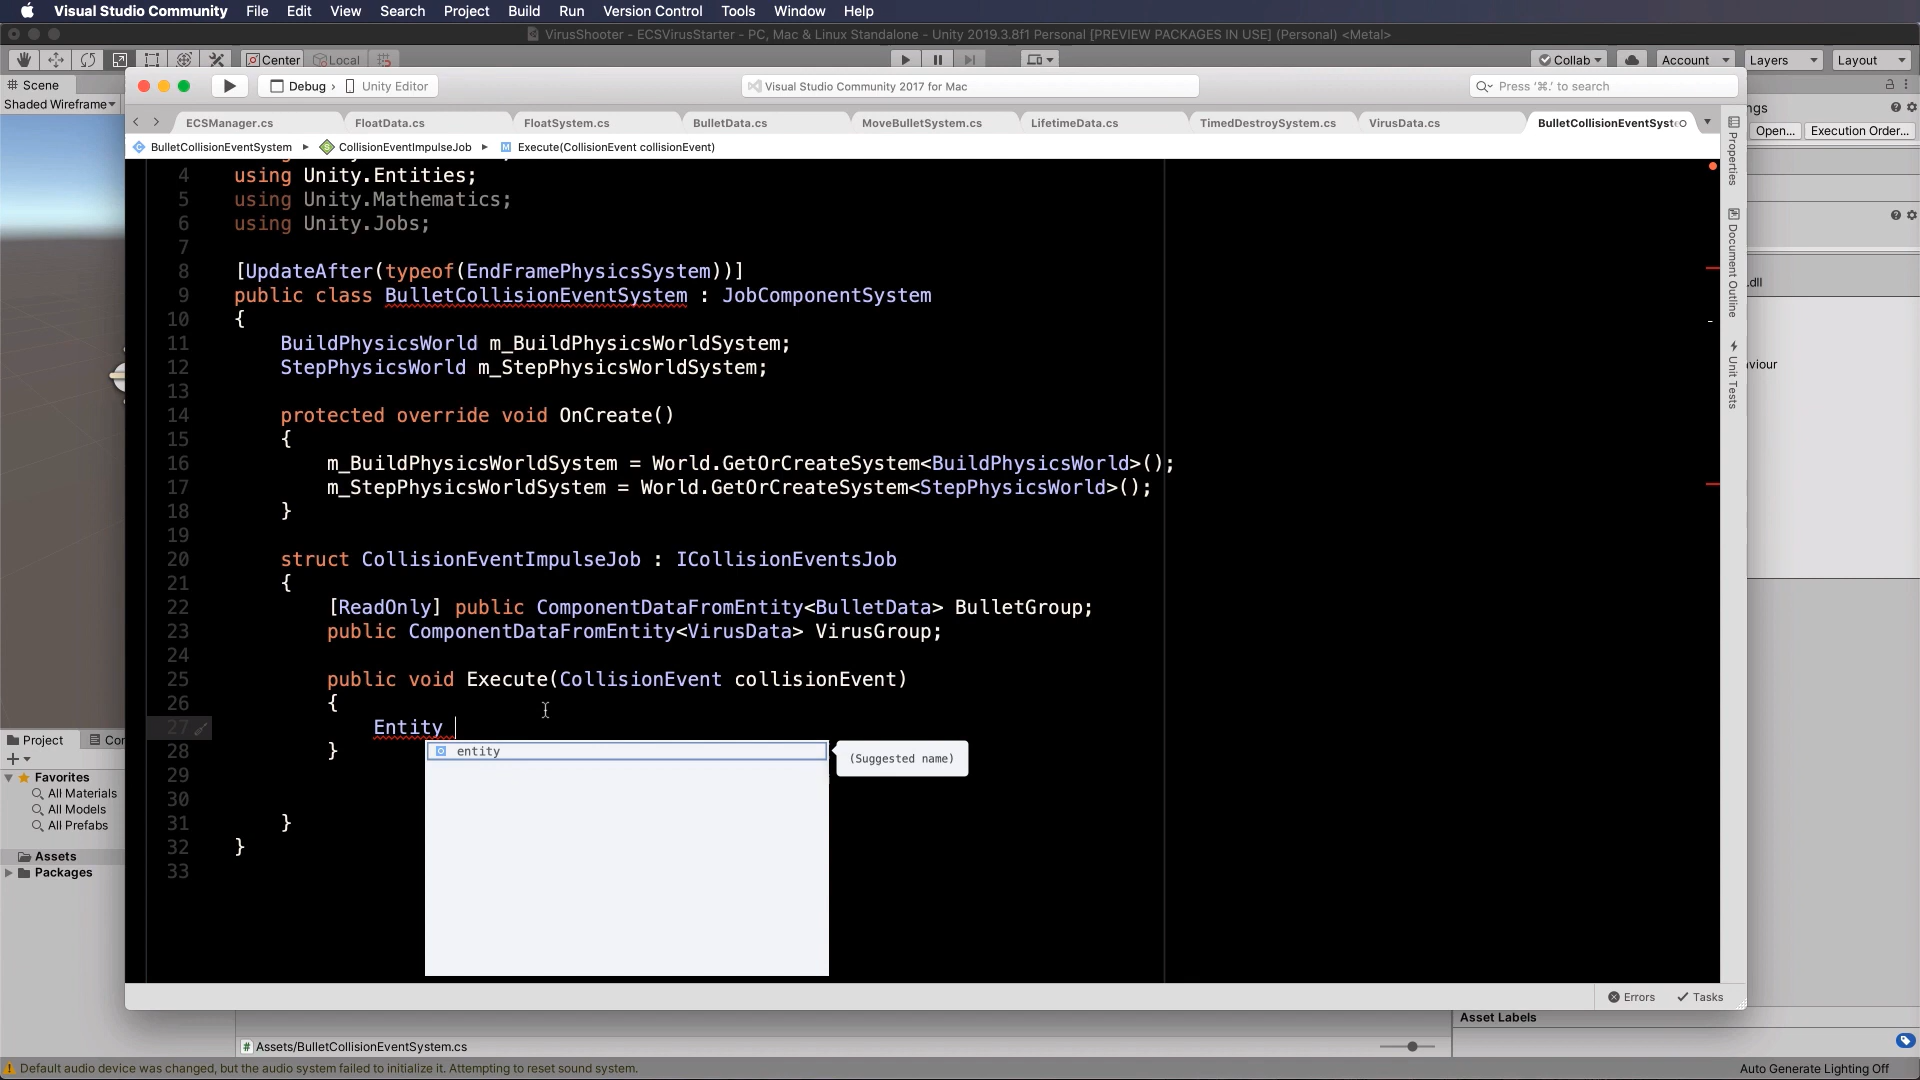 Visual Studio Community File Edit View Search Project Build Run Version Control Tools Window Help
VirusShooter - ECSVirusStarter - PC, Mac & Linux Standalone - Unity 2019.3.8f1 Personal [PREVIEW PACKAGES IN USE] (Personal) <Metal>
Center Local Collab Account Layers Layout
Scene
Debug Unity Editor Visual Studio Community 2017 for Mac Press '⌘.' to search
Shaded Wireframe
ngs
ECSManager.cs FloatData.cs FloatSystem.cs BulletData.cs MoveBulletSystem.cs LifetimeData.cs TimedDestroySystem.cs VirusData.cs BulletCollisionEventSyst
Open... Execution Order...
BulletCollisionEventSystem CollisionEventImpulseJob Execute(CollisionEvent collisionEvent)
4 using Unity.Entities;
5 using Unity.Mathematics;
6 using Unity.Jobs;
7
8 [UpdateAfter(typeof(EndFramePhysicsSystem))]
9 public class BulletCollisionEventSystem : JobComponentSystem
10 {
11 BuildPhysicsWorld m_BuildPhysicsWorldSystem;
12 StepPhysicsWorld m_StepPhysicsWorldSystem;
13
14 protected override void OnCreate()
15 {
16 m_BuildPhysicsWorldSystem = World.GetOrCreateSystem<BuildPhysicsWorld>();
17 m_StepPhysicsWorldSystem = World.GetOrCreateSystem<StepPhysicsWorld>();
18 }
19
20 struct CollisionEventImpulseJob : ICollisionEventsJob
21 {
22 [ReadOnly] public ComponentDataFromEntity<BulletData> BulletGroup;
23 public ComponentDataFromEntity<VirusData> VirusGroup;
24
25 public void Execute(CollisionEvent collisionEvent)
26 {
27 Entity
28 }
29
30
31 }
32 }
33
entity
(Suggested name)
Properties
Document Outline
Unit Tests
.dll
aviour
Project Con
Favorites
All Materials
All Models
All Prefabs
Assets
Packages
Errors Tasks
Asset Labels
Assets/BulletCollisionEventSystem.cs
Default audio device was changed, but the audio system failed to initialize it. Attempting to reset sound system.
Auto Generate Lighting Off